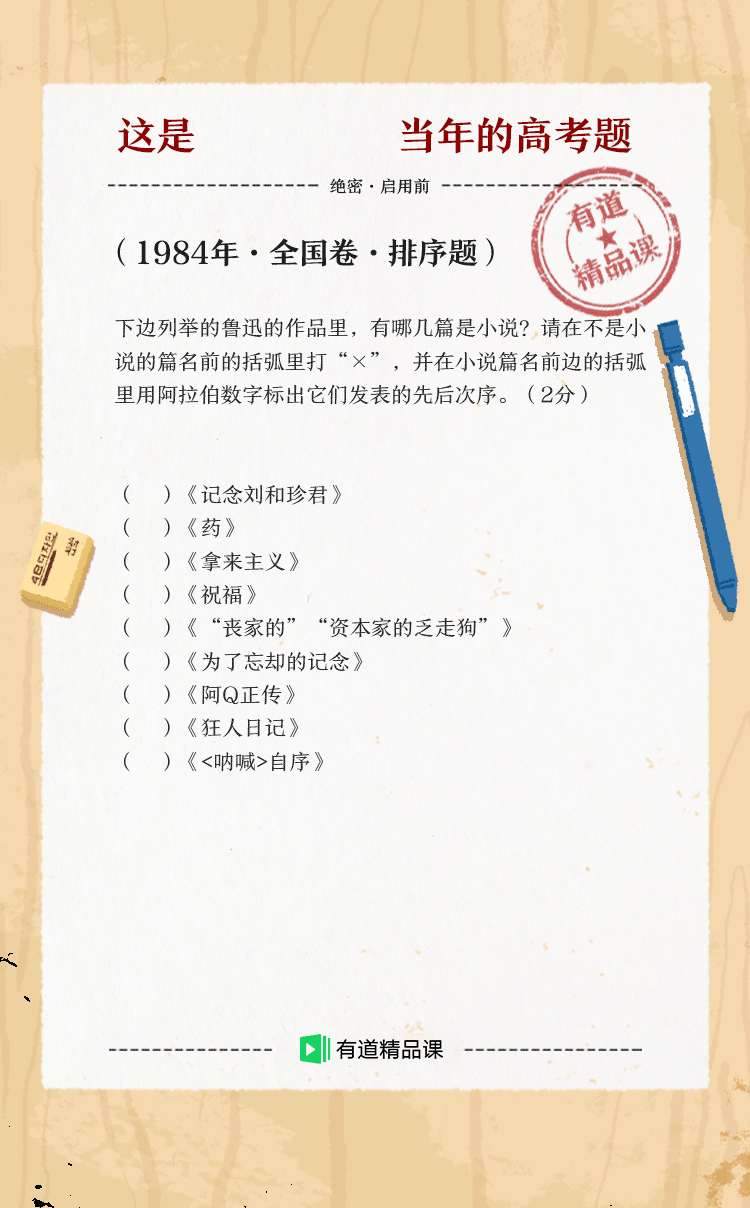 这是 当年的高考题
绝密·启用前
有道
精品课
（1984年·全国卷·排序题）
下边列举的鲁迅的作品里，有哪几篇是小说？请在不是小
说的篇名前的括弧里打“×”，并在小说篇名前边的括弧
里用阿拉伯数字标出它们发表的先后次序。（2分）
（ ）《记念刘和珍君》
（ ）《药》
（ ）《拿来主义》
（ ）《祝福》
（ ）《“丧家的”“资本家的乏走狗”》
（ ）《为了忘却的记念》
（ ）《阿Q正传》
（ ）《狂人日记》
（ ）《<呐喊>自序》
有道精品课